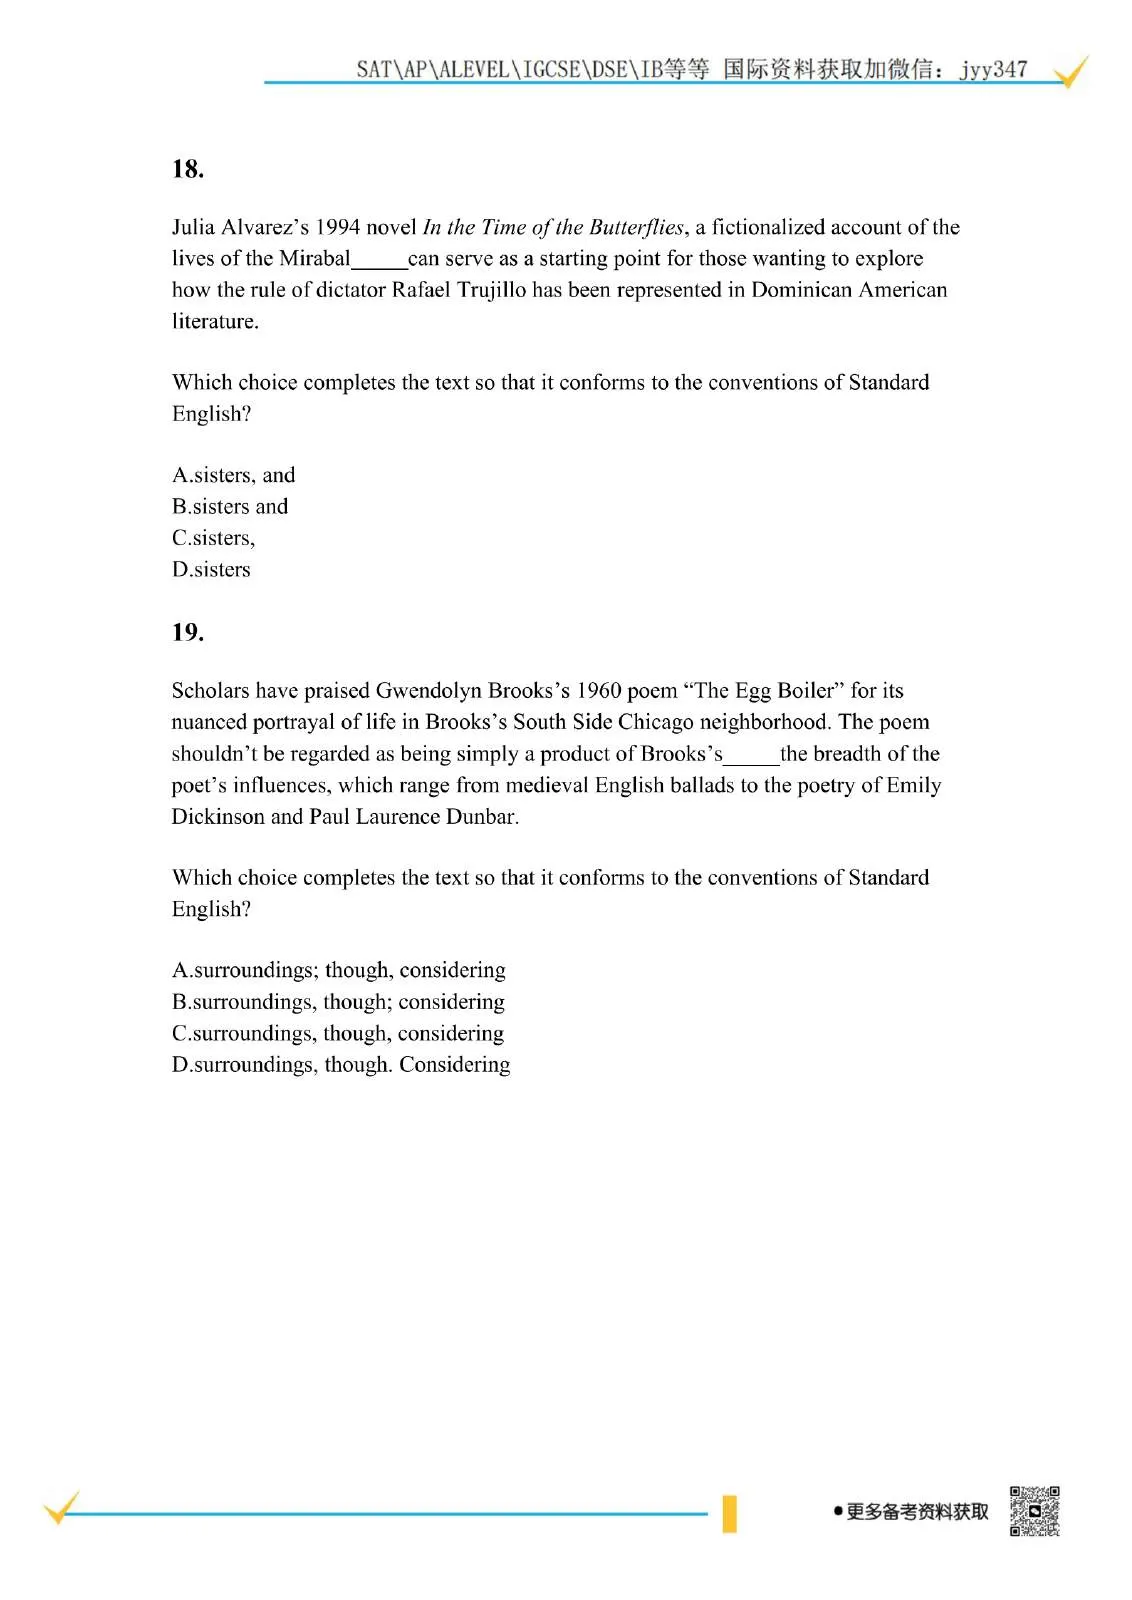 SAT\AP\ALEVEL\IGCSE\DSE\IB等等 国际资料获取加微信：jyy347
18.
Julia Alvarez’s 1994 novel In the Time of the Butterflies, a fictionalized account of the
lives of the Mirabal_____can serve as a starting point for those wanting to explore
how the rule of dictator Rafael Trujillo has been represented in Dominican American
literature.
Which choice completes the text so that it conforms to the conventions of Standard
English?
A.sisters, and
B.sisters and
C.sisters,
D.sisters
19.
Scholars have praised Gwendolyn Brooks’s 1960 poem “The Egg Boiler” for its
nuanced portrayal of life in Brooks’s South Side Chicago neighborhood. The poem
shouldn’t be regarded as being simply a product of Brooks’s_____the breadth of the
poet’s influences, which range from medieval English ballads to the poetry of Emily
Dickinson and Paul Laurence Dunbar.
Which choice completes the text so that it conforms to the conventions of Standard
English?
A.surroundings; though, considering
B.surroundings, though; considering
C.surroundings, though, considering
D.surroundings, though. Considering
•更多备考资料获取